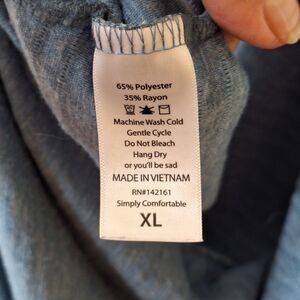 65% Polyester
35% Rayon
Machine Wash Cold
Gentle Cycle
Do Not Bleach
Hang Dry
or you'll be sad
MADE IN VIETNAM
RN#142161
Simply Comfortable
XL